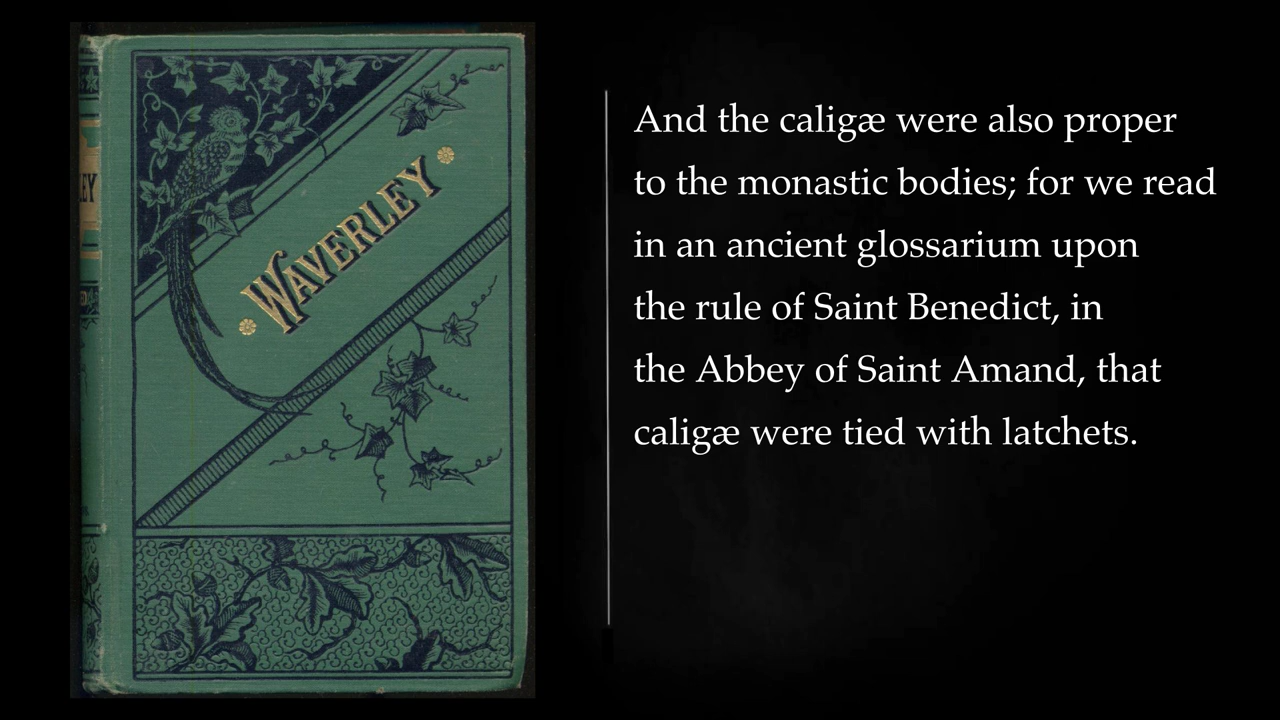 WAVERLEY
And the caligæ were also proper
to the monastic bodies; for we read
in an ancient glossarium upon
the rule of Saint Benedict, in
the Abbey of Saint Amand, that
caligæ were tied with latchets.